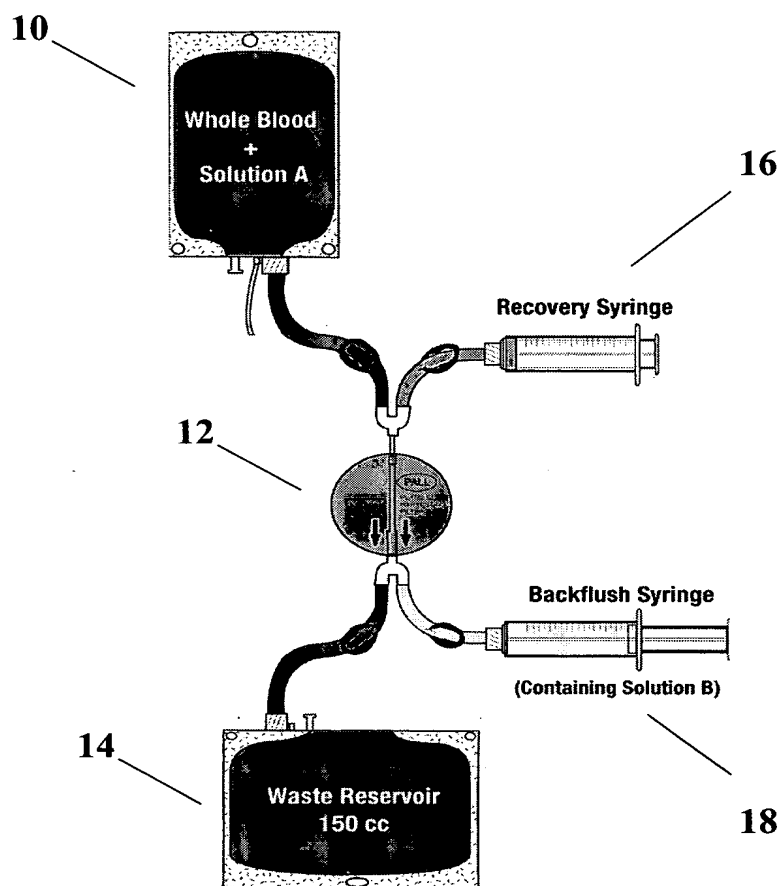 10
Whole Blood
+
Solution A
16
Recovery Syringe
12
PALL
Backflush Syringe
(Containing Solution B)
14
Waste Reservoir
150 cc
18